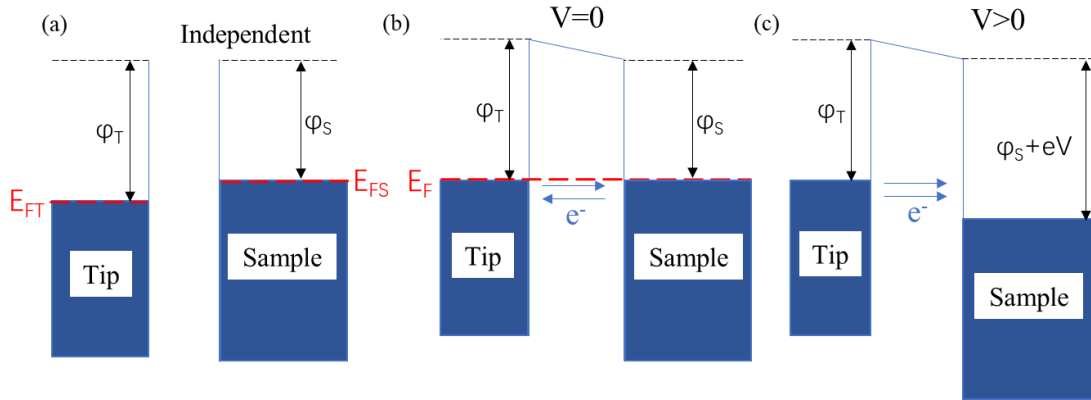 (a)
Independent
φT
φS
EFT
EFS
Tip
Sample
(b)
V=0
φT
φS
EF
e-
Tip
Sample
(c)
V>0
φT
φS+eV
e-
Tip
Sample